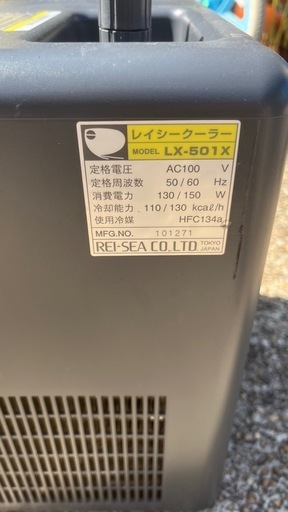 レイシークーラー
MODEL LX-501X
定格電圧 AC100 V
定格周波数 50/60 Hz
消費電力 130/150 W
冷却能力 110/130 kcaℓ/h
使用冷媒 HFC134a
MFG.NO. 101271
REI-SEA CO.,LTD TOKYO JAPAN